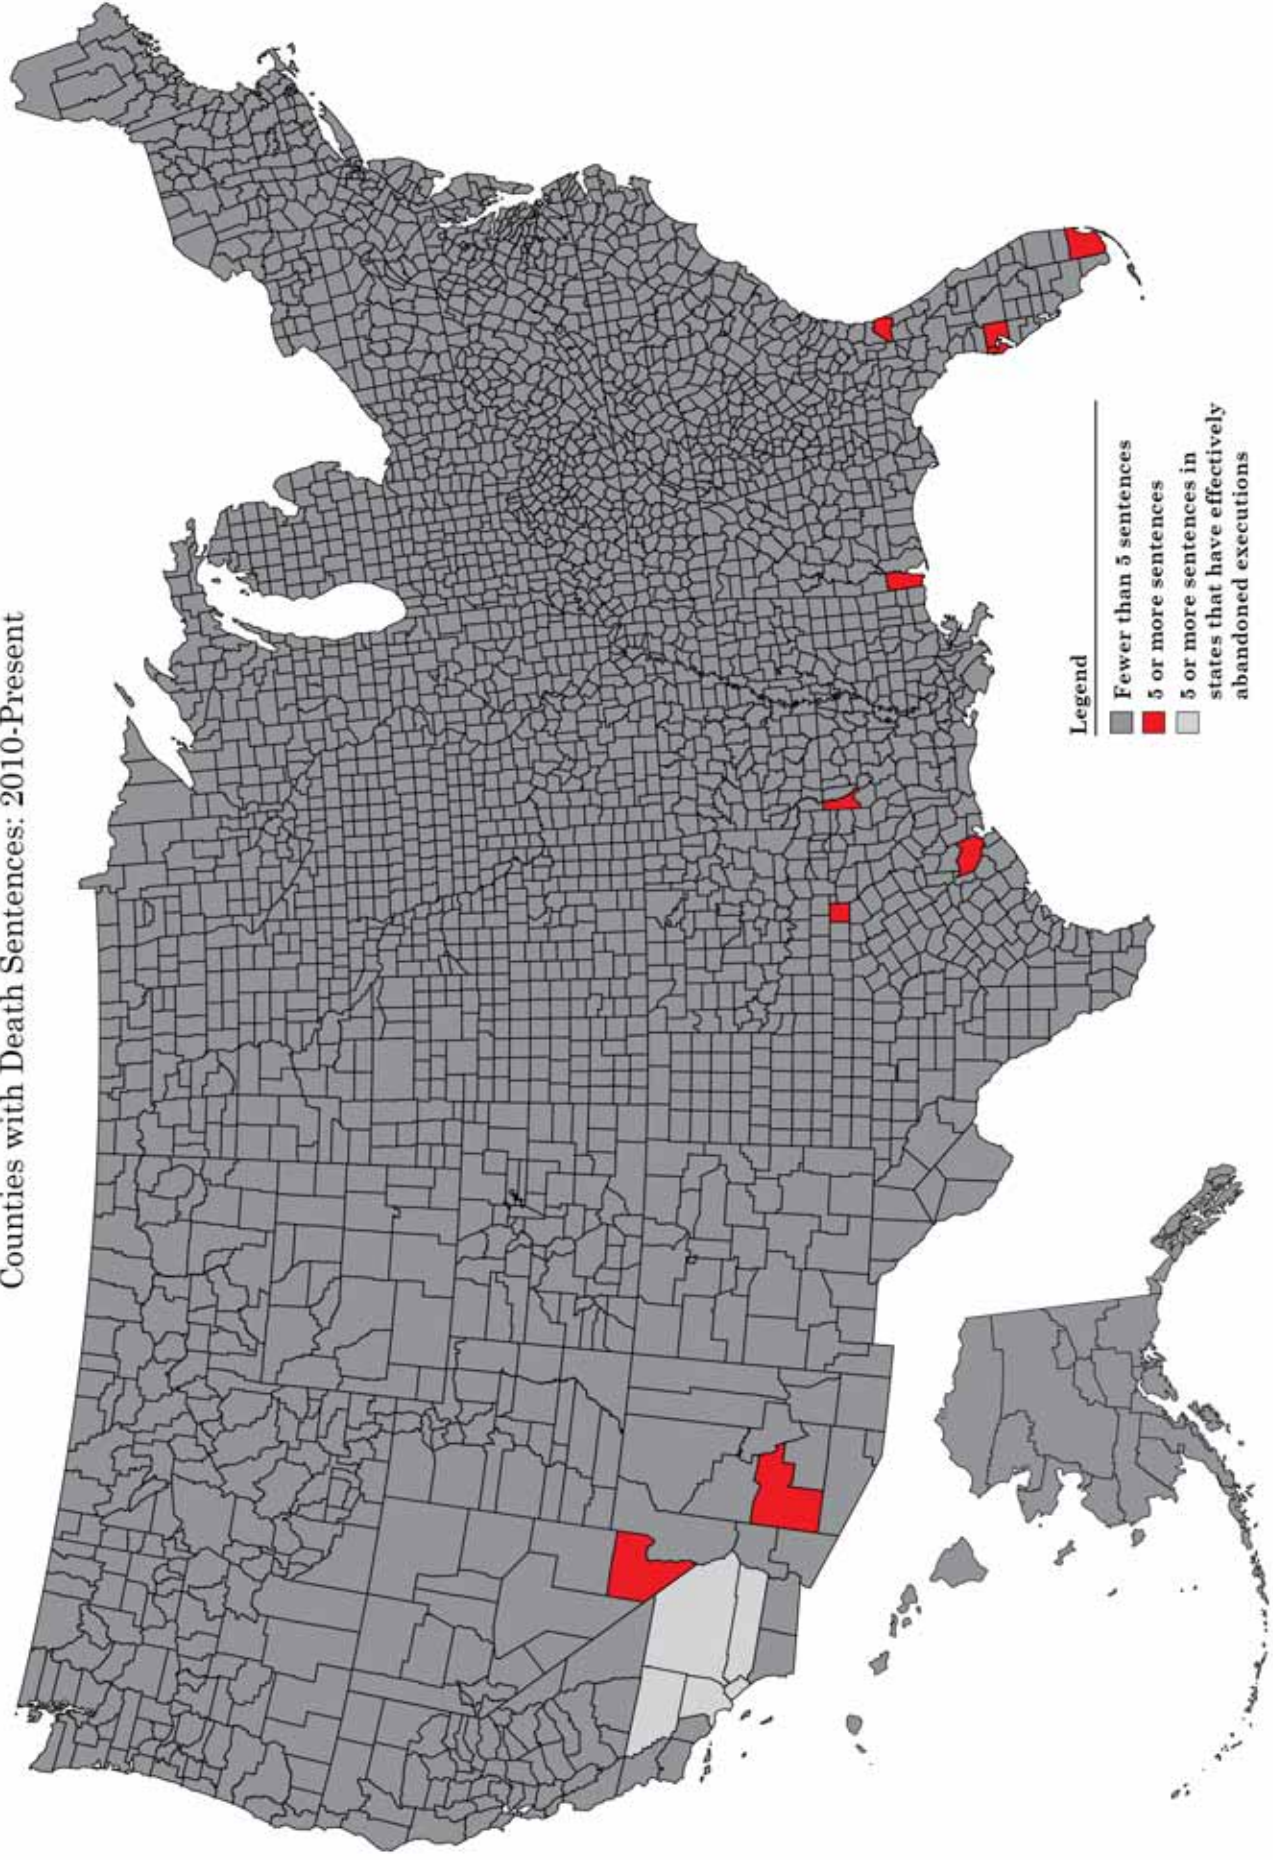 Counties with Death Sentences: 2010-Present
Legend
Fewer than 5 sentences
5 or more sentences
5 or more sentences in
states that have effectively
abandoned executions